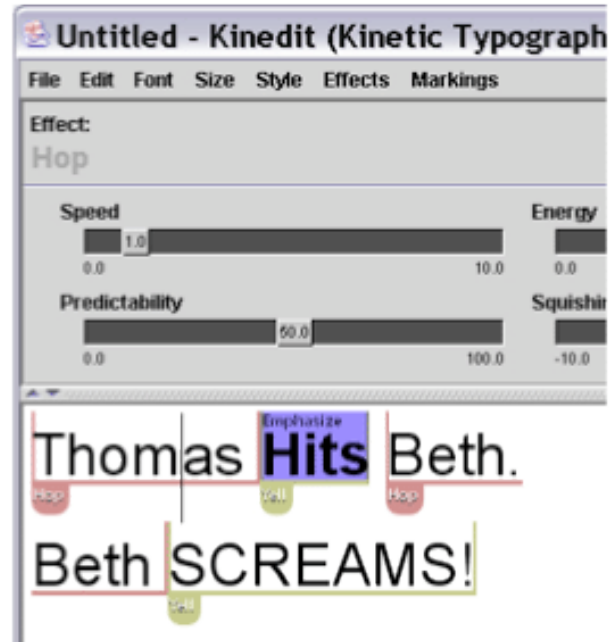 Untitled - Kinedit (Kinetic Typograph
File Edit Font Size Style Effects Markings
Effect:
Hop
Speed Energy
1.0
0.0 10.0 0.0
Predictability Squishin
50.0
0.0 100.0 -10.0
Emphasize
Thomas Hits Beth.
Hop Yell Hop
Beth SCREAMS!
Yell